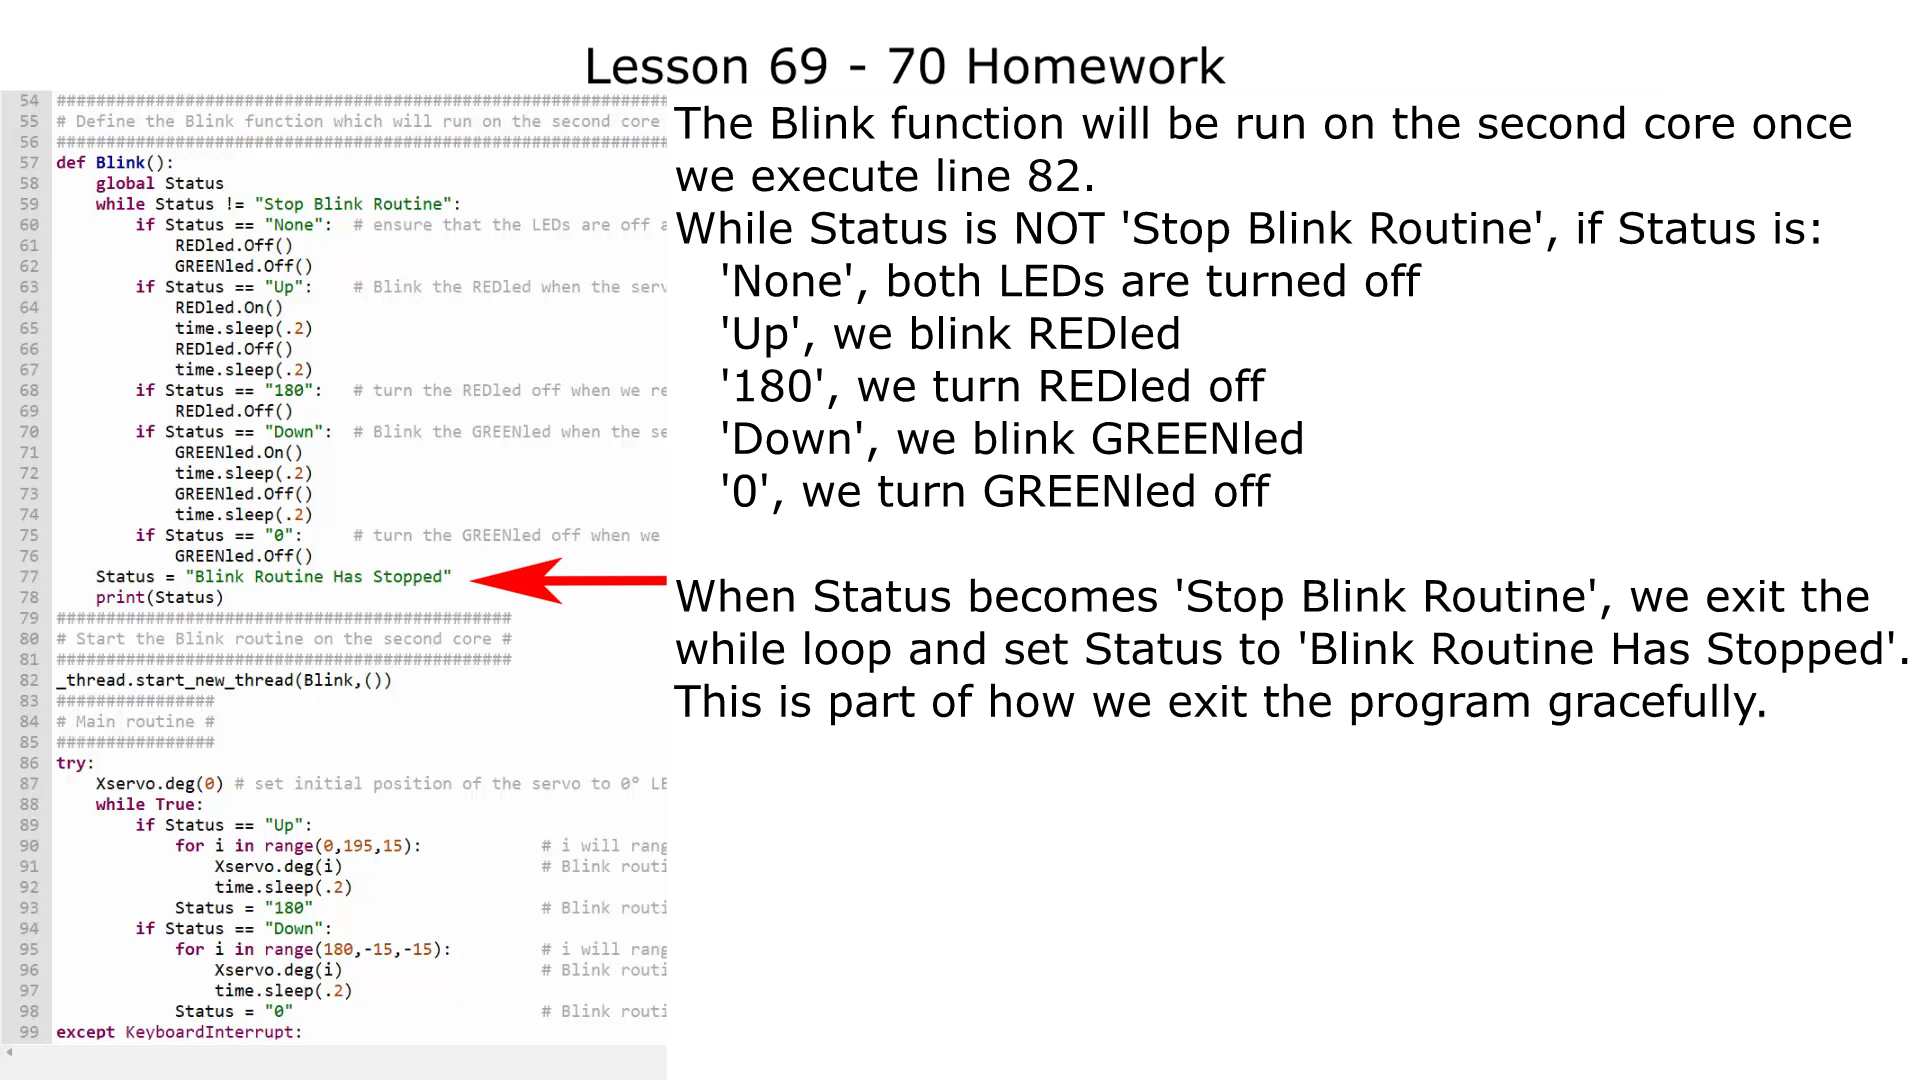 Lesson 69 - 70 Homework
54 ##############################################################
55 # Define the Blink function which will run on the second core
56 ##############################################################
57 def Blink():
58     global Status
59     while Status != "Stop Blink Routine":
60         if Status == "None":  # ensure that the LEDs are off a
61             REDled.Off()
62             GREENled.Off()
63         if Status == "Up":    # Blink the REDled when the serv
64             REDled.On()
65             time.sleep(.2)
66             REDled.Off()
67             time.sleep(.2)
68         if Status == "180":   # turn the REDled off when we re
69             REDled.Off()
70         if Status == "Down":  # Blink the GREENled when the se
71             GREENled.On()
72             time.sleep(.2)
73             GREENled.Off()
74             time.sleep(.2)
75         if Status == "0":     # turn the GREENled off when we
76             GREENled.Off()
77     Status = "Blink Routine Has Stopped"
78     print(Status)
79 ##############################################
80 # Start the Blink routine on the second core #
81 ##############################################
82 _thread.start_new_thread(Blink,())
83 ################
84 # Main routine #
85 ################
86 try:
87     Xservo.deg(0) # set initial position of the servo to 0° LE
88     while True:
89         if Status == "Up":
90             for i in range(0,195,15):            # i will rang
91                 Xservo.deg(i)                    # Blink routi
92                 time.sleep(.2)
93             Status = "180"                       # Blink routi
94         if Status == "Down":
95             for i in range(180,-15,-15):         # i will rang
96                 Xservo.deg(i)                    # Blink routi
97                 time.sleep(.2)
98             Status = "0"                         # Blink routi
99 except KeyboardInterrupt:
The Blink function will be run on the second core once
we execute line 82.
While Status is NOT 'Stop Blink Routine', if Status is:
'None', both LEDs are turned off
'Up', we blink REDled
'180', we turn REDled off
'Down', we blink GREENled
'0', we turn GREENled off
When Status becomes 'Stop Blink Routine', we exit the
while loop and set Status to 'Blink Routine Has Stopped'.
This is part of how we exit the program gracefully.